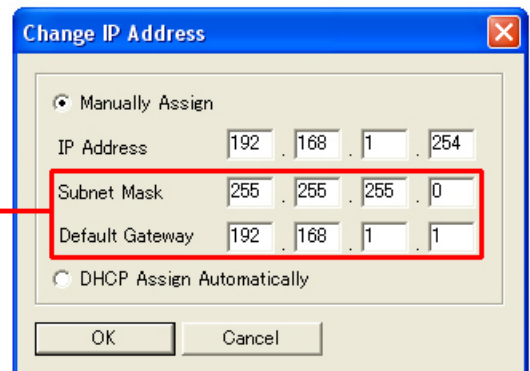 Change IP Address
Manually Assign
IP Address 192 . 168 . 1 . 254
Subnet Mask 255 . 255 . 255 . 0
Default Gateway 192 . 168 . 1 . 1
DHCP Assign Automatically
OK Cancel